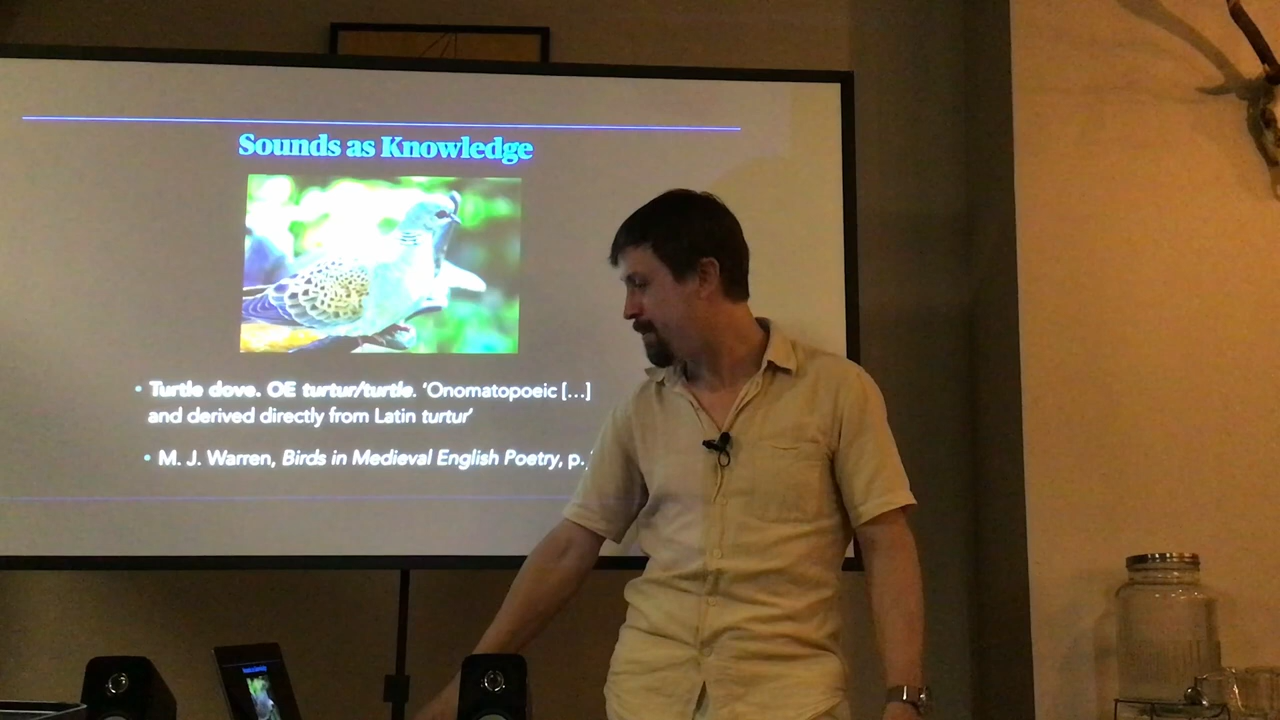 Sounds as Knowledge
• Turtle dove. OE turtur/turtle. ‘Onomatopoeic […]
and derived directly from Latin turtur’
• M. J. Warren, Birds in Medieval English Poetry, p.